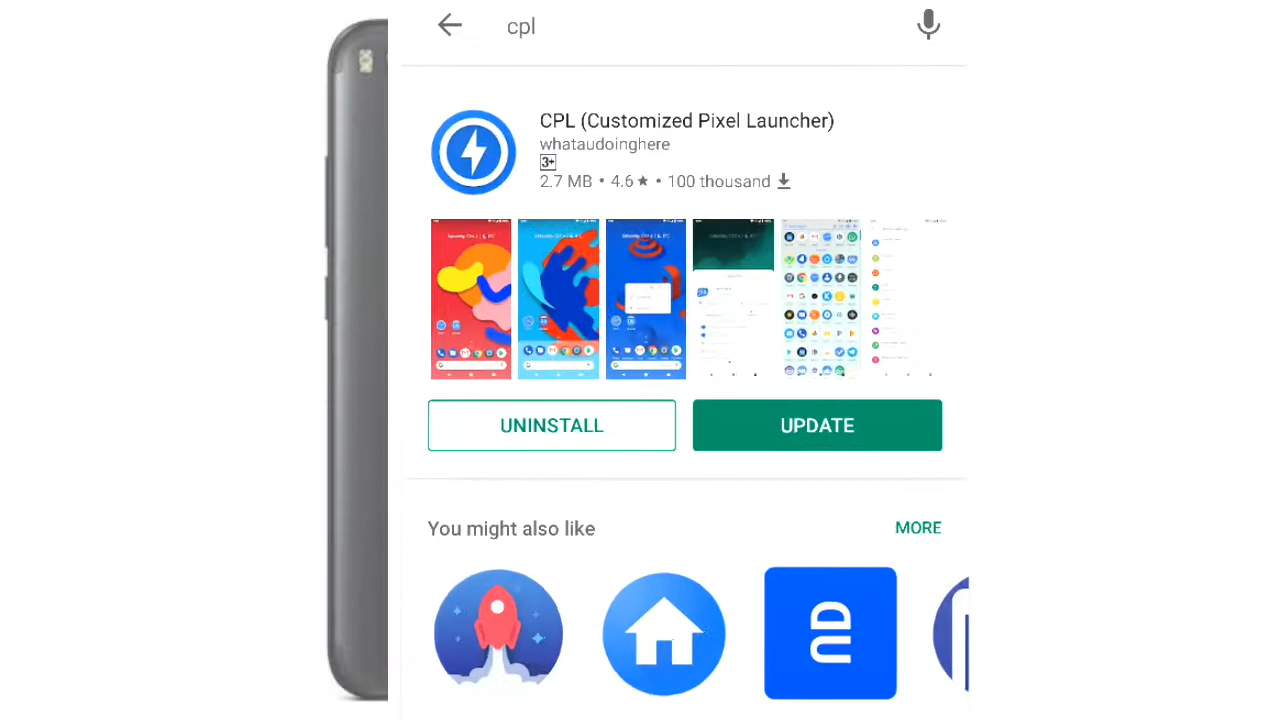 cpl
CPL (Customized Pixel Launcher)
whataudoinghere
3+
2.7 MB • 4.6 ★ • 100 thousand
UNINSTALL
UPDATE
You might also like
MORE